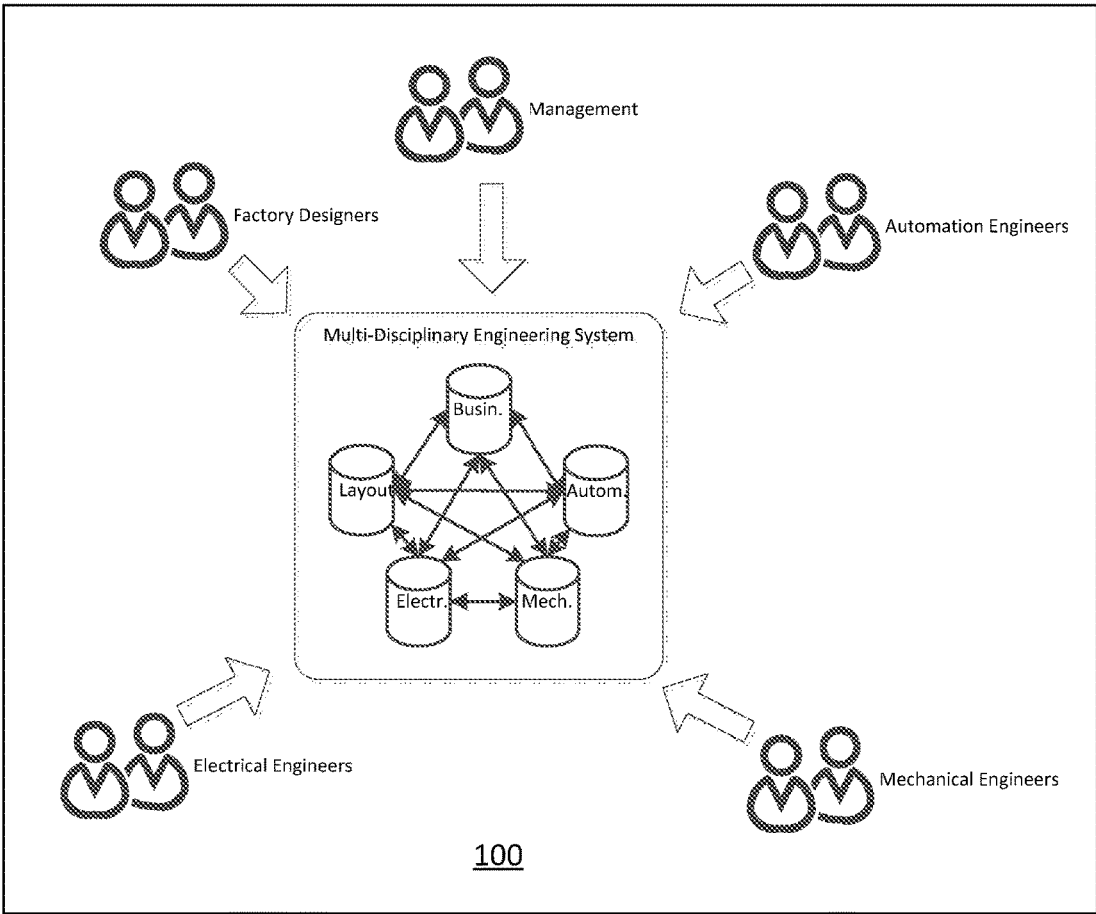 Management
Factory Designers
Automation Engineers
Multi-Disciplinary Engineering System
Busin.
Layout
Autom.
Electr.
Mech.
Electrical Engineers
Mechanical Engineers
100